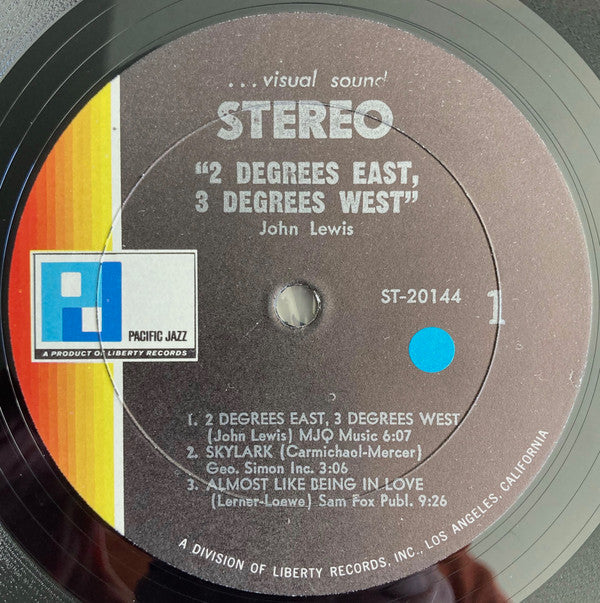 ...visual sound
STEREO
"2 DEGREES EAST,
3 DEGREES WEST"
John Lewis
ST-20144
1
PJ
PACIFIC JAZZ
A PRODUCT OF LIBERTY RECORDS
1. 2 DEGREES EAST, 3 DEGREES WEST
(John Lewis) MJQ Music 6:07
2. SKYLARK (Carmichaol-Mercer)
Geo. Simon Inc. 3:06
3. ALMOST LIKE BEING IN LOVE
(Lerner-Loewe) Sam Fox Publ. 9:26
A DIVISION OF LIBERTY RECORDS, INC., LOS ANGELES, CALIFORNIA